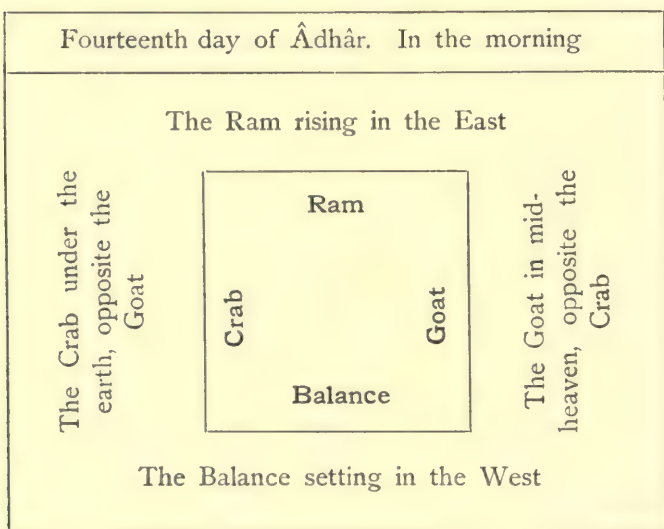 Fourteenth day of Âdhâr. In the morning
The Ram rising in the East
The Crab under the
earth, opposite the
Goat
Ram
Crab
Goat
Balance
The Goat in mid-
heaven, opposite the
Crab
The Balance setting in the West